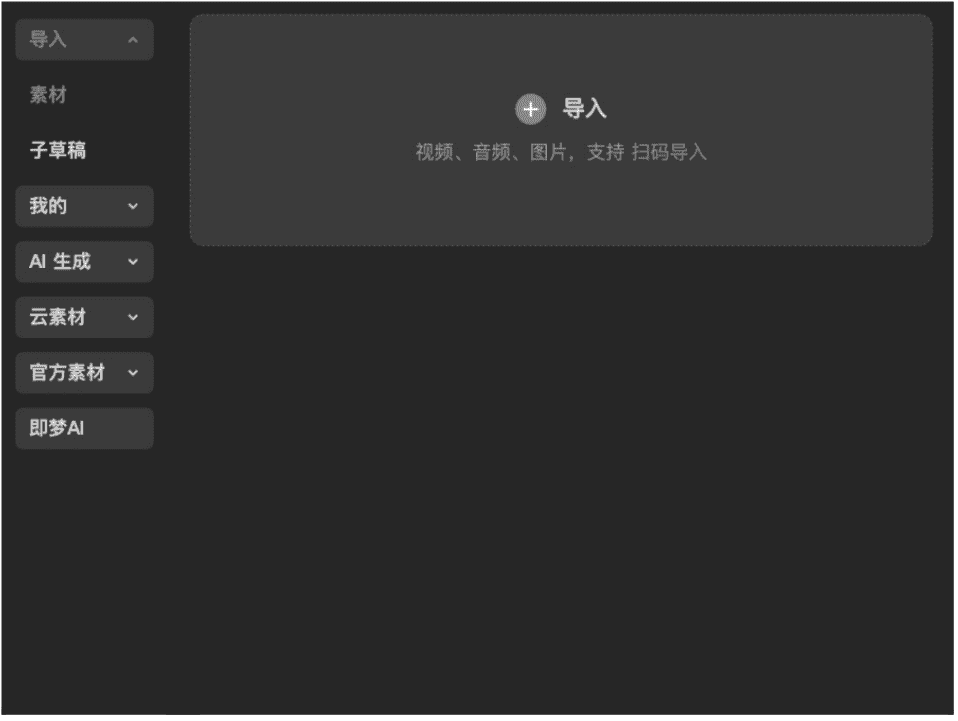 导入
素材
子草稿
我的
AI 生成
云素材
官方素材
即梦AI
导入
视频、音频、图片，支持 扫码导入